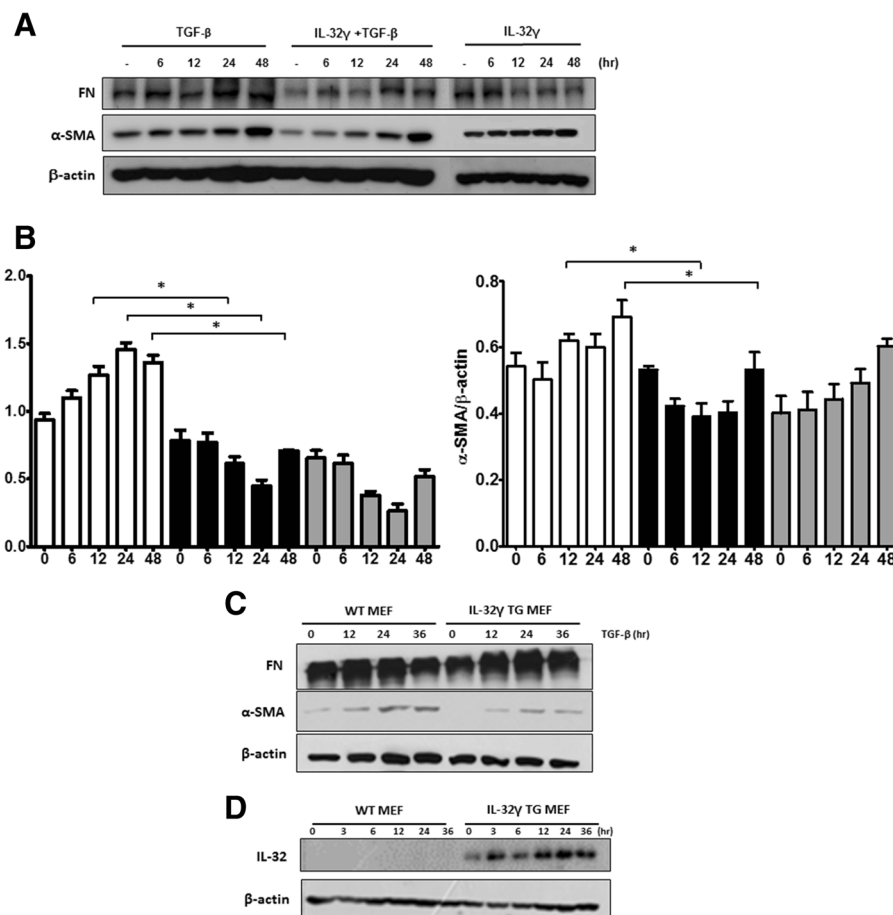 A
TGF-β IL-32γ +TGF-β IL-32γ
- 6 12 24 48 - 6 12 24 48 - 6 12 24 48 (hr)
FN
α-SMA
β-actin
B
2.0
1.5
1.0
0.5
0.0
* * *
0 6 12 24 48 0 6 12 24 48 0 6 12 24 48
α-SMA/β-actin
0.8
0.6
0.4
0.2
0.0
* *
0 6 12 24 48 0 6 12 24 48 0 6 12 24 48
C
WT MEF IL-32γ TG MEF
0 12 24 36 0 12 24 36 TGF-β (hr)
FN
α-SMA
β-actin
D
WT MEF IL-32γ TG MEF
0 3 6 12 24 36 0 3 6 12 24 36 (hr)
IL-32
β-actin